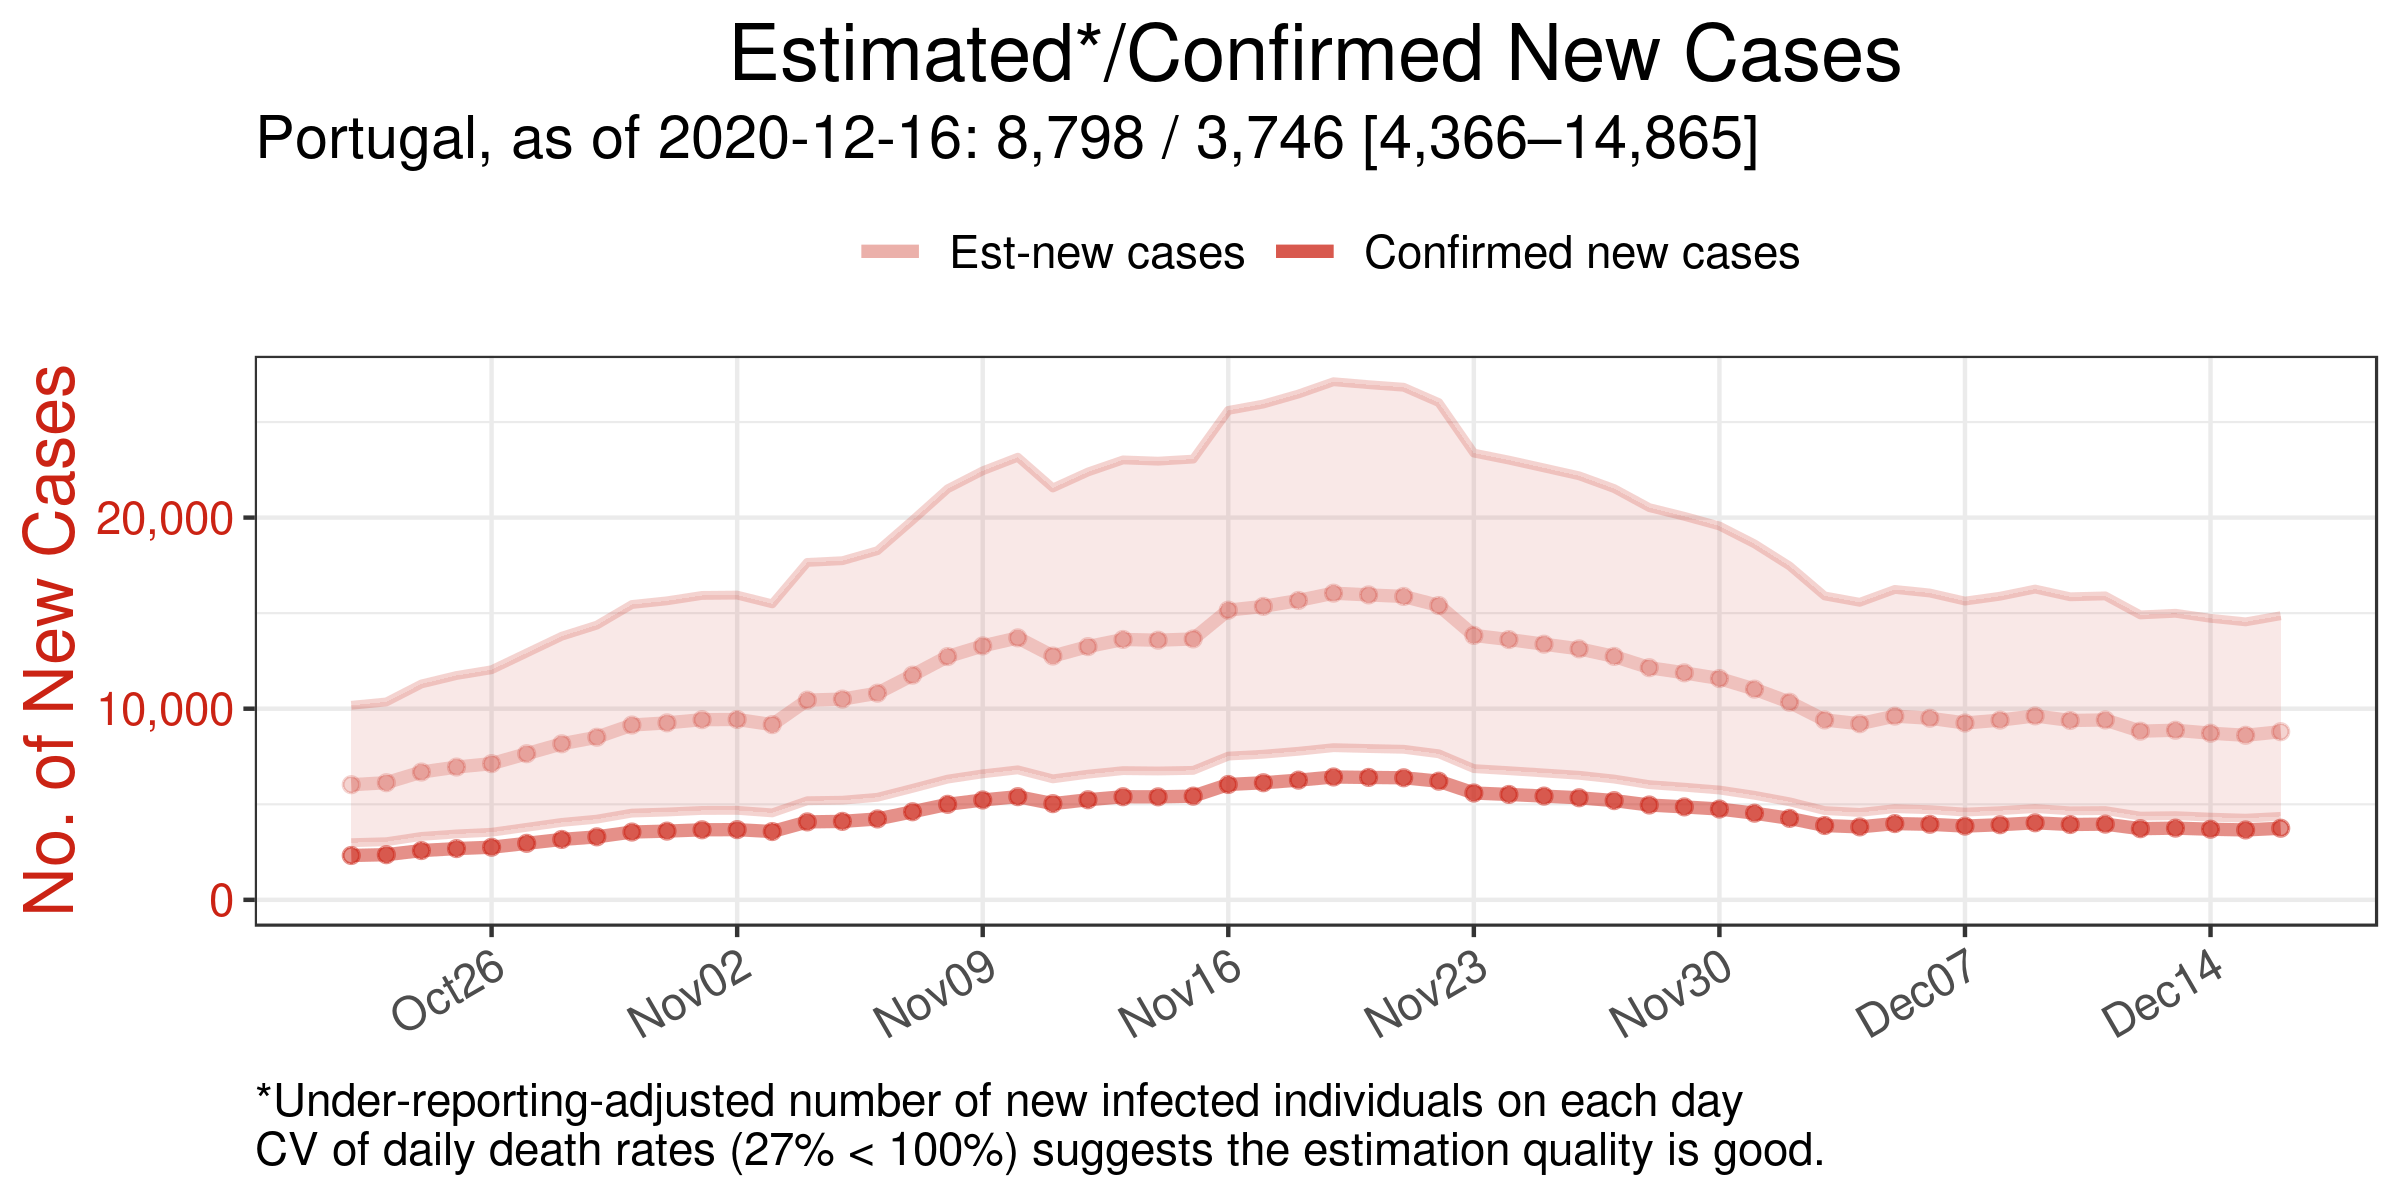 Estimated*/Confirmed New Cases
Portugal, as of 2020-12-16: 8,798 / 3,746 [4,366–14,865]
Est-new cases Confirmed new cases
No. of New Cases
20,000
10,000
0
Oct26 Nov02 Nov09 Nov16 Nov23 Nov30 Dec07 Dec14
*Under-reporting-adjusted number of new infected individuals on each day
CV of daily death rates (27% < 100%) suggests the estimation quality is good.